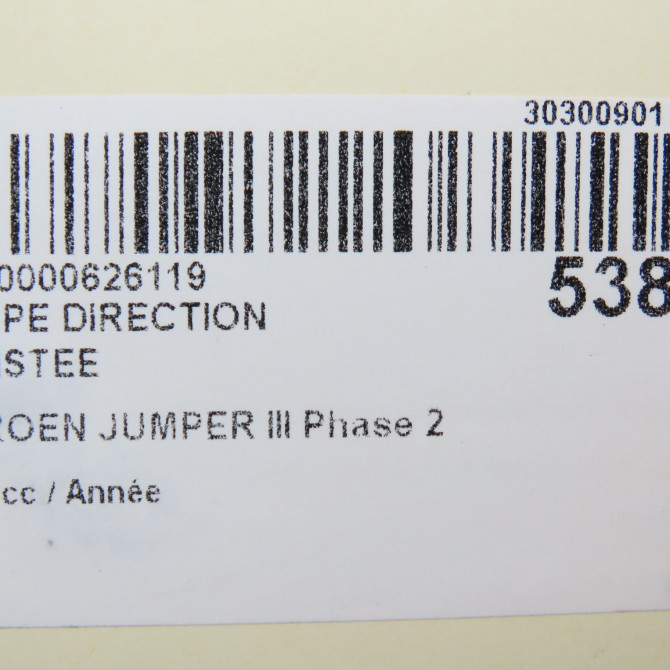 30300901
0000626119
538
PE DIRECTION
STEE
ROEN JUMPER III Phase 2
cc / Année